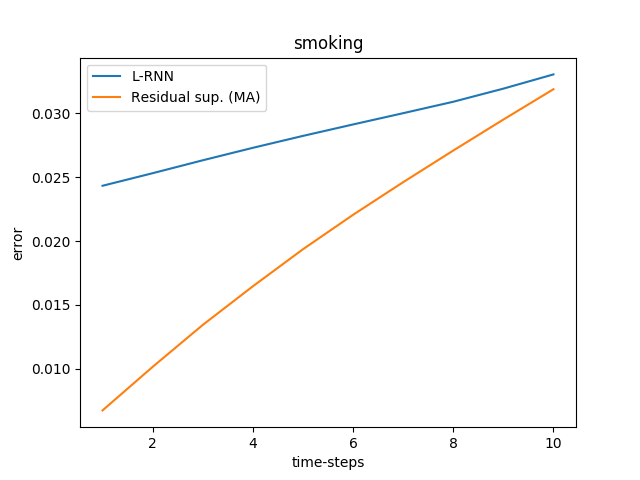 smoking
L-RNN
Residual sup. (MA)
error
0.030
0.025
0.020
0.015
0.010
2 4 6 8 10
time-steps